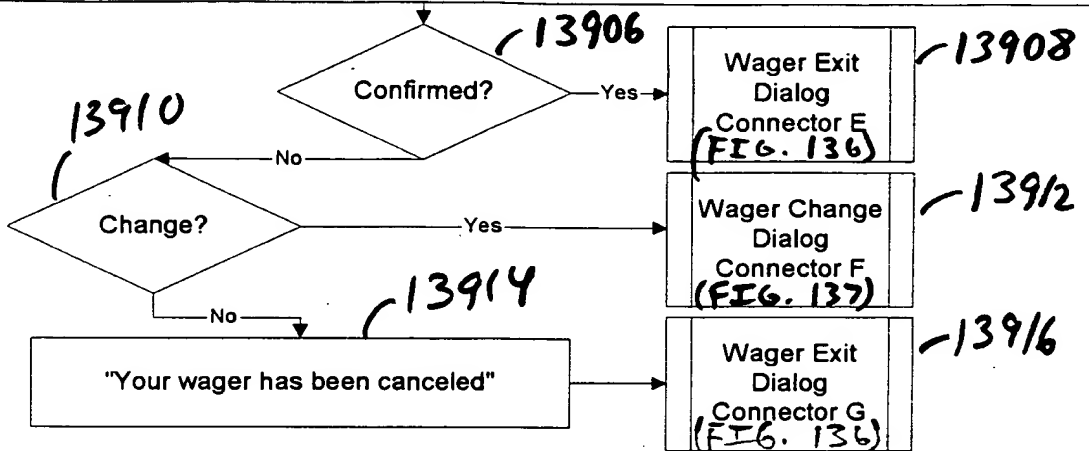 13906
Confirmed?
Yes
Wager Exit
Dialog
Connector E
(FIG. 136)
13908
13910
No
Change?
Yes
Wager Change
Dialog
Connector F
(FIG. 137)
13912
No
13914
"Your wager has been canceled"
Wager Exit
Dialog
Connector G
(FIG. 136)
13916